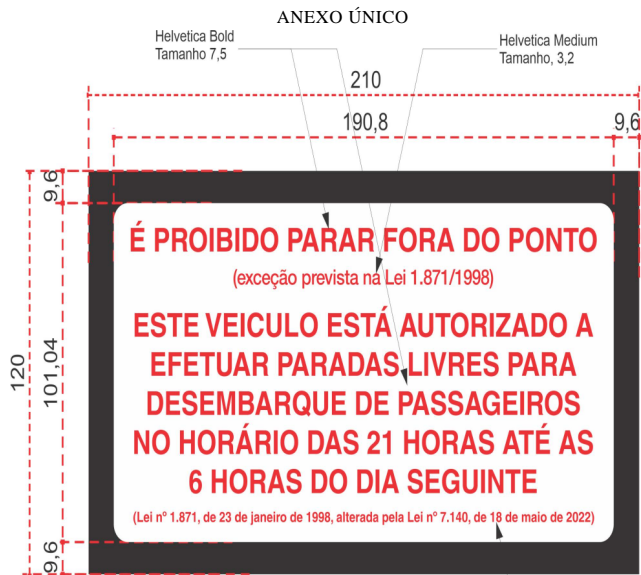 ANEXO ÚNICO
Helvetica Bold
Tamanho 7,5
Helvetica Medium
Tamanho, 3,2
210
190,8
9,6
9,6
120
101,04
9,6
É PROIBIDO PARAR FORA DO PONTO
(exceção prevista na Lei 1.871/1998)
ESTE VEICULO ESTÁ AUTORIZADO A
EFETUAR PARADAS LIVRES PARA
DESEMBARQUE DE PASSAGEIROS
NO HORÁRIO DAS 21 HORAS ATÉ AS
6 HORAS DO DIA SEGUINTE
(Lei nº 1.871, de 23 de janeiro de 1998, alterada pela Lei nº 7.140, de 18 de maio de 2022)